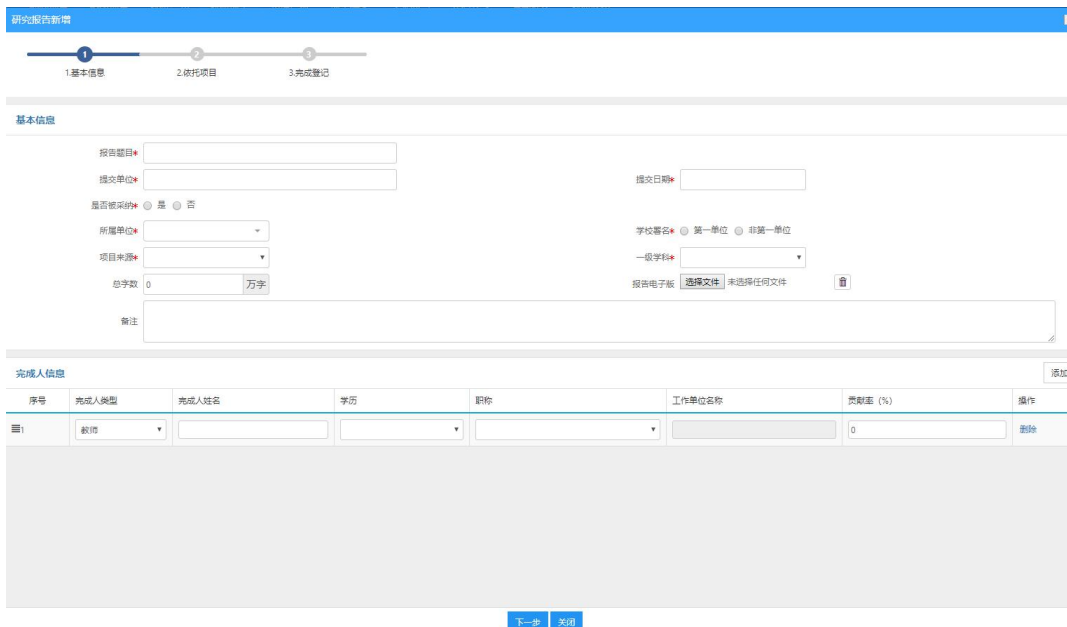 研究报告新增
1 2 3
1.基本信息 2.依托项目 3.完成登记
基本信息
报告题目*
提交单位* 提交日期*
是否被采纳* 是 否
所属单位* 学校署名* 第一单位 非第一单位
项目来源* 一级学科*
总字数 0 万字 报告电子版 选择文件 未选择任何文件
备注
完成人信息 添加
序号 完成人类型 完成人姓名 学历 职称 工作单位名称 贡献率 (%) 操作
1 教师 0 删除
下一步 关闭